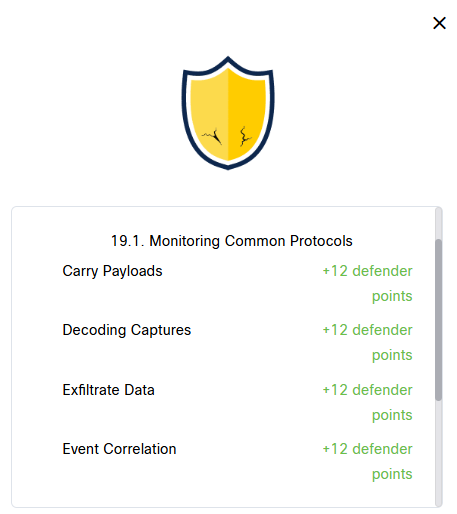 19.1. Monitoring Common Protocols
Carry Payloads +12 defender
points
Decoding Captures +12 defender
points
Exfiltrate Data +12 defender
points
Event Correlation +12 defender
points